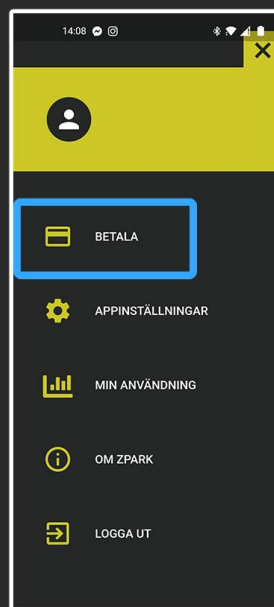 14:08
BETALA
APPINSTÄLLNINGAR
MIN ANVÄNDNING
OM ZPARK
LOGGA UT